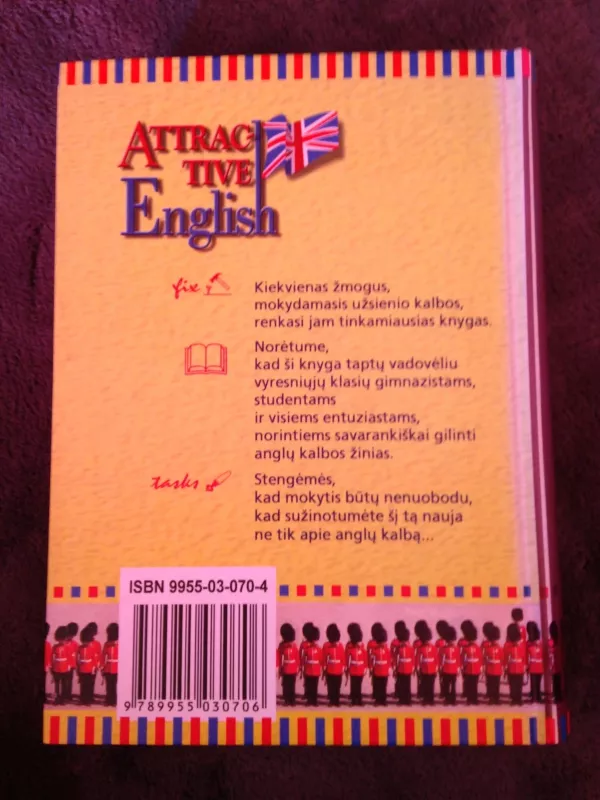 ATTRAC
TIVE
English
fix
Kiekvienas žmogus,
mokydamasis užsienio kalbos,
renkasi jam tinkamiausias knygas.
Norėtume,
kad ši knyga taptų vadovėliu
vyresniųjų klasių gimnazistams,
studentams
ir visiems entuziastams,
norintiems savarankiškai gilinti
anglų kalbos žinias.
tasks
Stengėmės,
kad mokytis būtų nenuobodu,
kad sužinotumėte šį tą nauja
ne tik apie anglų kalbą...
ISBN 9955-03-070-4
9 789955 030706